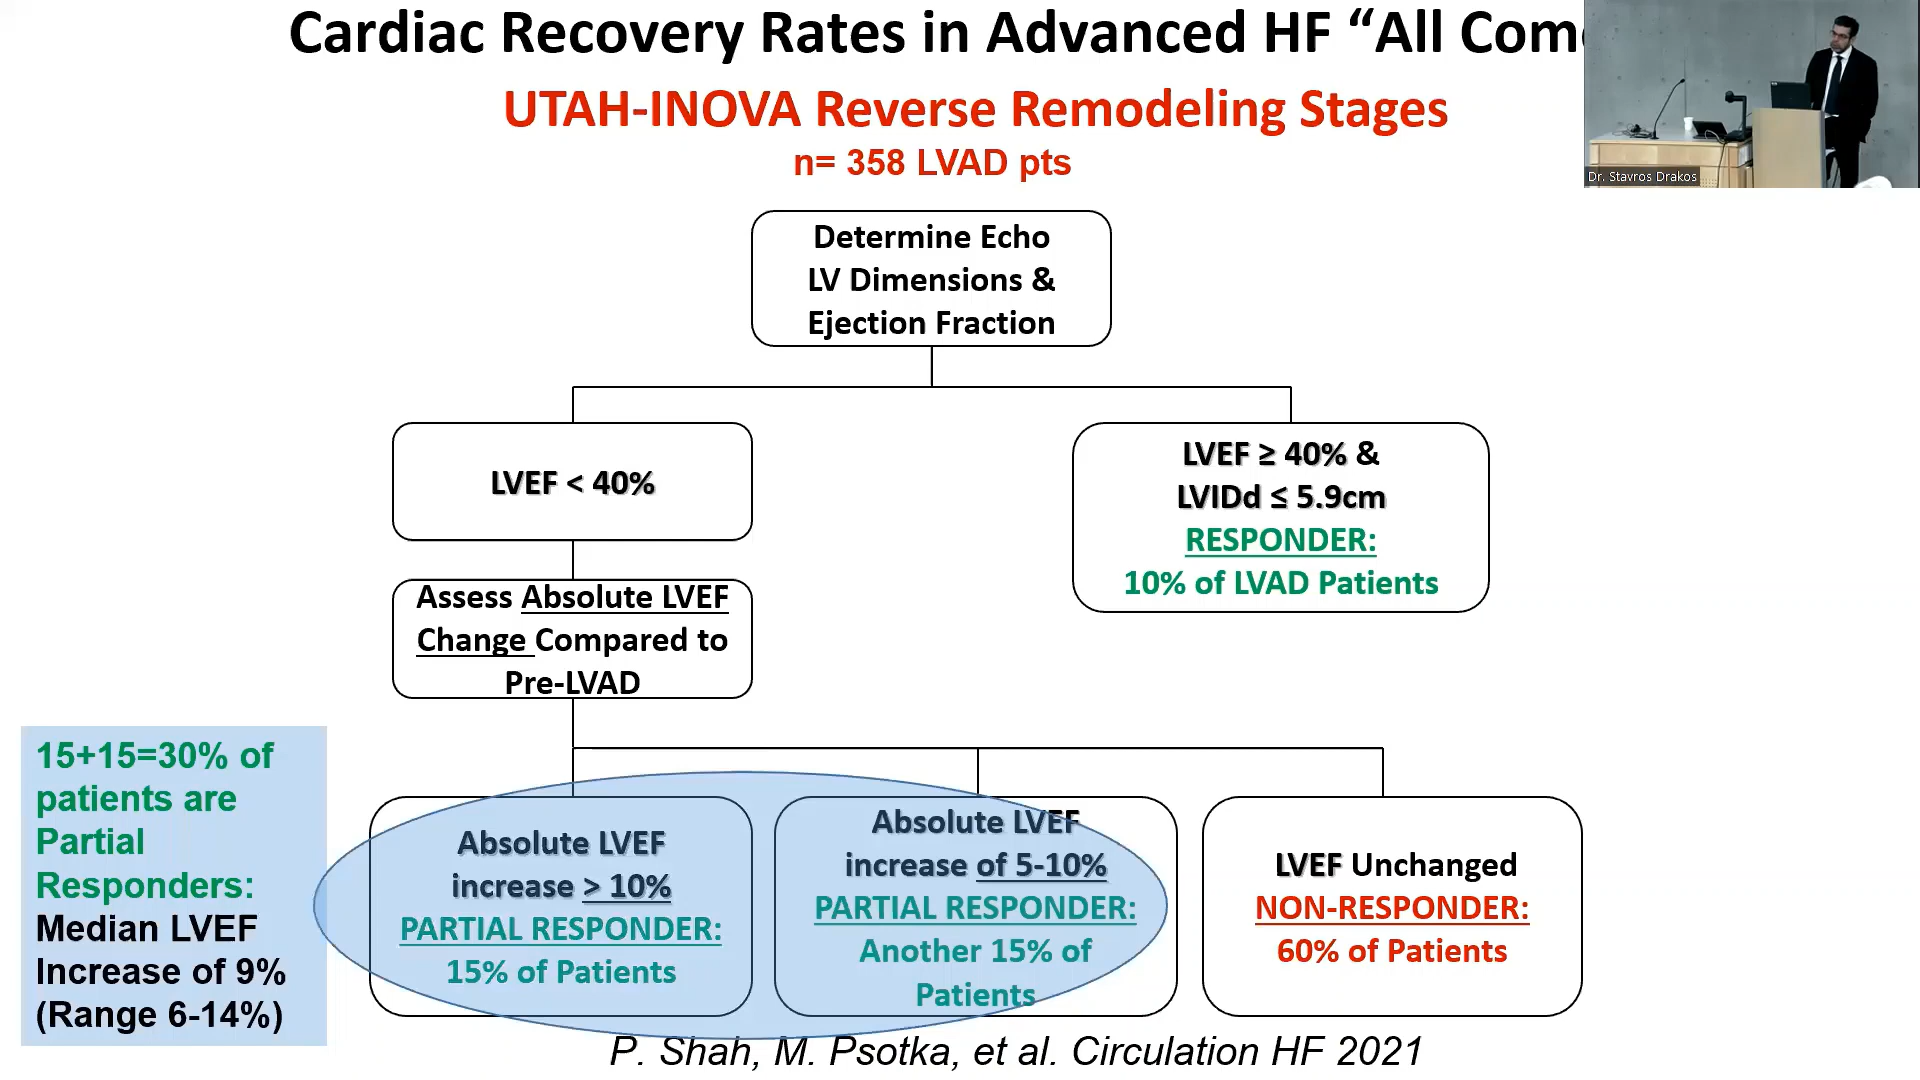 Cardiac Recovery Rates in Advanced HF “All Com
UTAH-INOVA Reverse Remodeling Stages
n= 358 LVAD pts
Dr. Stavros Drakos
Determine Echo
LV Dimensions &
Ejection Fraction
LVEF < 40%
LVEF ≥ 40% &
LVIDd ≤ 5.9cm
RESPONDER:
10% of LVAD Patients
Assess Absolute LVEF
Change Compared to
Pre-LVAD
15+15=30% of
patients are
Partial
Responders:
Median LVEF
Increase of 9%
(Range 6-14%)
Absolute LVEF
increase > 10%
PARTIAL RESPONDER:
15% of Patients
Absolute LVEF
increase of 5-10%
PARTIAL RESPONDER:
Another 15% of
Patients
LVEF Unchanged
NON-RESPONDER:
60% of Patients
P. Shah, M. Psotka, et al. Circulation HF 2021